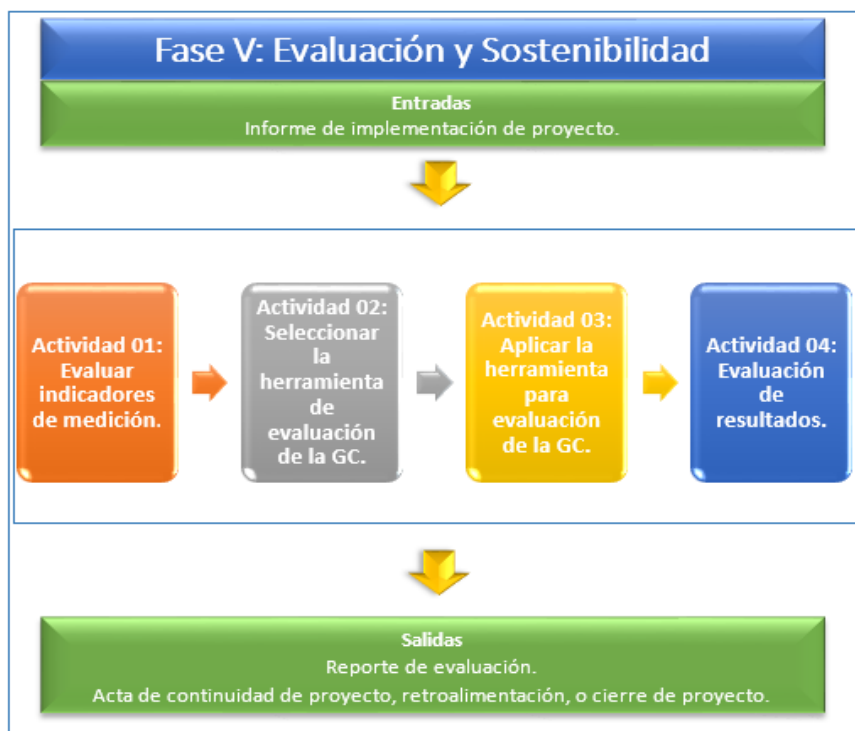 Fase V: Evaluación y Sostenibilidad
Entradas
Informe de implementación de proyecto.
Actividad 01:
Evaluar
indicadores
de medición.
Actividad 02:
Seleccionar
la
herramienta
de
evaluación
de la GC.
Actividad 03:
Aplicar la
herramienta
para
evaluación
de la GC.
Actividad 04:
Evaluación
de
resultados.
Salidas
Reporte de evaluación.
Acta de continuidad de proyecto, retroalimentación, o cierre de proyecto.